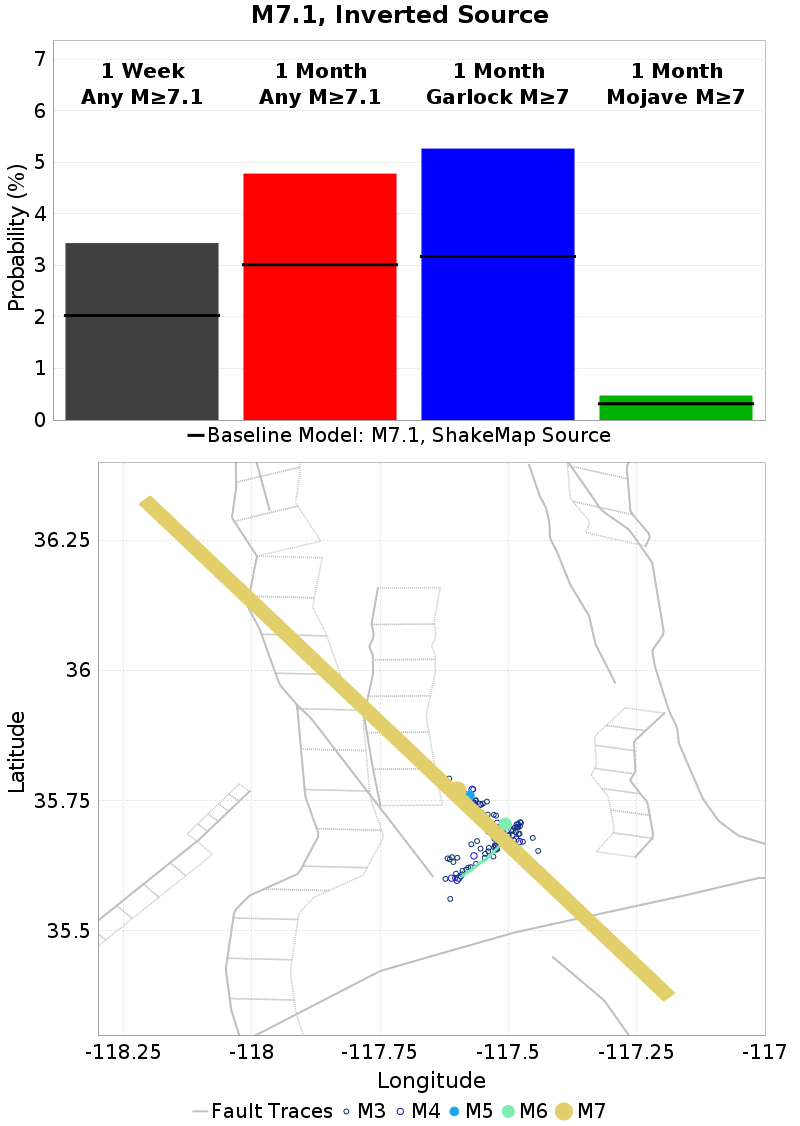 M7.1, Inverted Source
1 Week
Any M≥7.1
1 Month
Any M≥7.1
1 Month
Garlock M≥7
1 Month
Mojave M≥7
Probability (%)
7
6
5
4
3
2
1
0
Baseline Model: M7.1, ShakeMap Source
Latitude
36.25
36
35.75
35.5
-118.25
-118
-117.75
-117.5
-117.25
-117
Longitude
Fault Traces M3 M4 M5 M6 M7